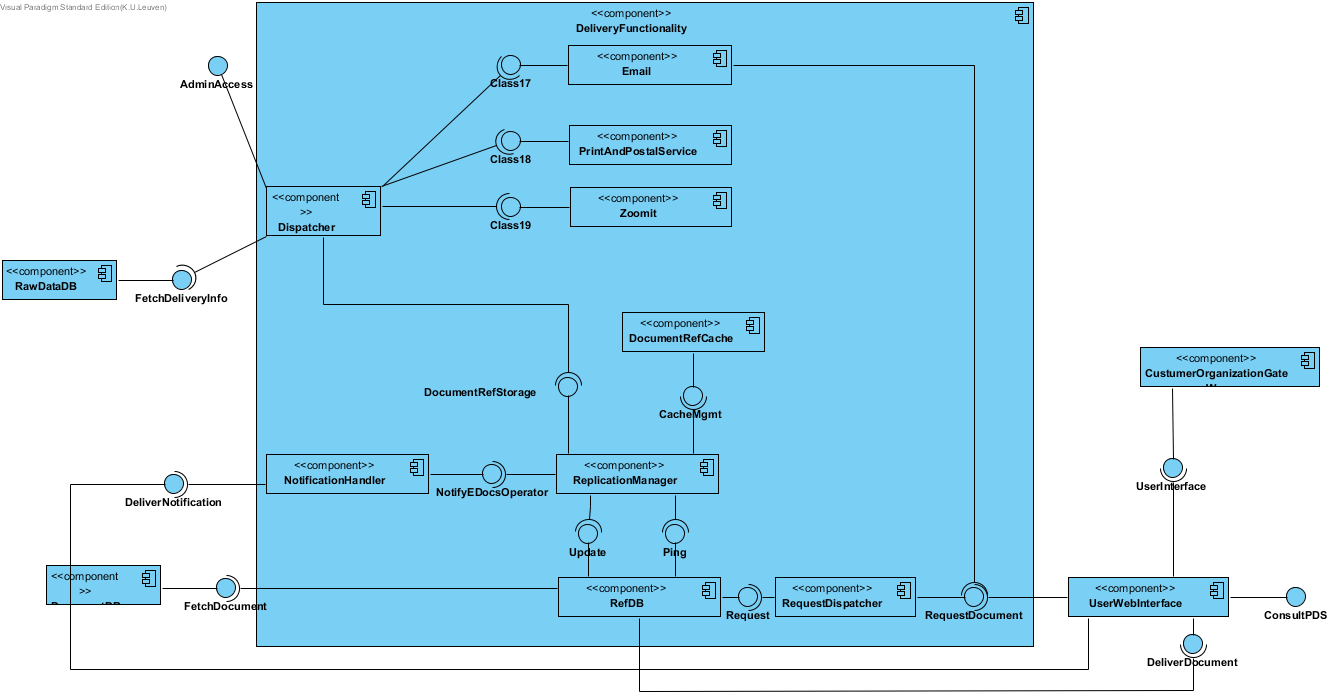 Visual Paradigm Standard Edition(K.U.Leuven)
<<component>>
DeliveryFunctionality
AdminAccess
Class17
<<component>>
Email
Class18
<<component>>
PrintAndPostalService
<<component
>>
Dispatcher
Class19
<<component>>
Zoomit
<<component>>
RawDataDB
FetchDeliveryInfo
<<component>>
DocumentRefCache
<<component>>
CustumerOrganizationGate
DocumentRefStorage
CacheMgmt
<<component>>
NotificationHandler
NotifyEDocsOperator
<<component>>
ReplicationManager
DeliverNotification
UserInterface
Update
Ping
<<component
>>
FetchDocument
<<component>>
RefDB
Request
<<component>>
RequestDispatcher
RequestDocument
<<component>>
UserWebInterface
ConsultPDS
DeliverDocument